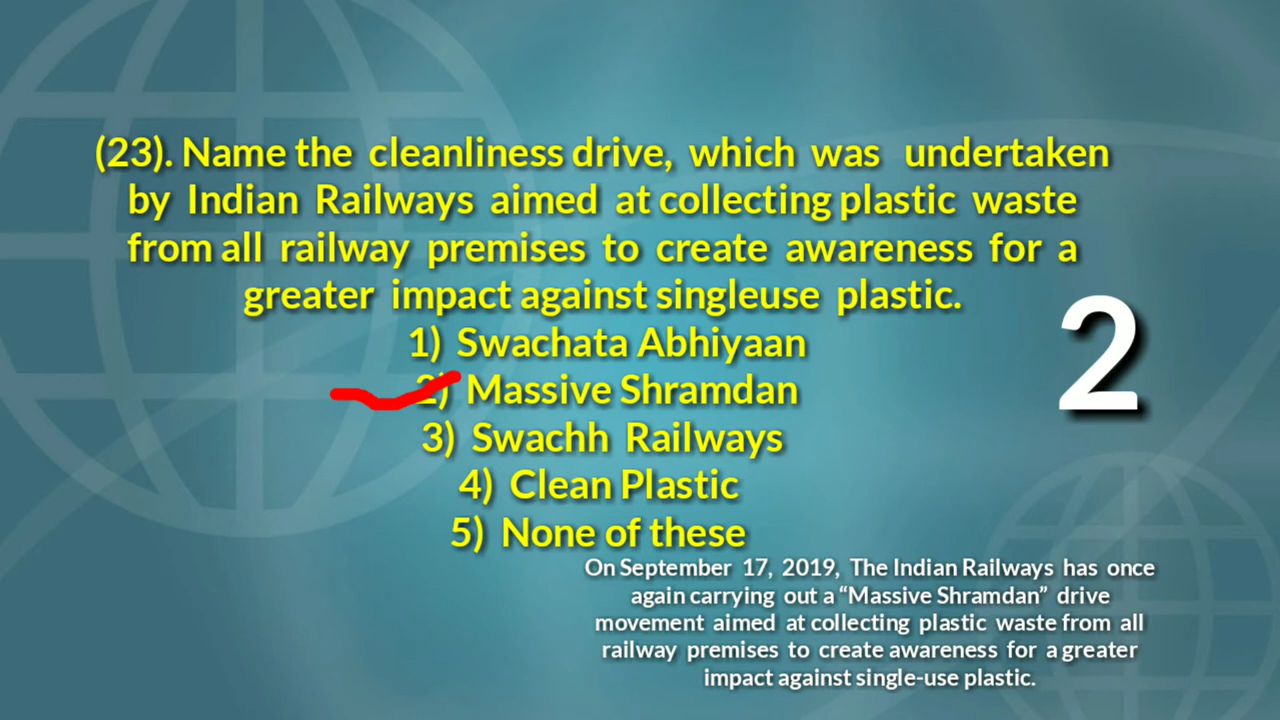 (23). Name the cleanliness drive, which was undertaken
by Indian Railways aimed at collecting plastic waste
from all railway premises to create awareness for a
greater impact against singleuse plastic.
1) Swachata Abhiyaan
2) Massive Shramdan
3) Swachh Railways
4) Clean Plastic
5) None of these
2
On September 17, 2019, The Indian Railways has once
again carrying out a “Massive Shramdan” drive
movement aimed at collecting plastic waste from all
railway premises to create awareness for a greater
impact against single-use plastic.